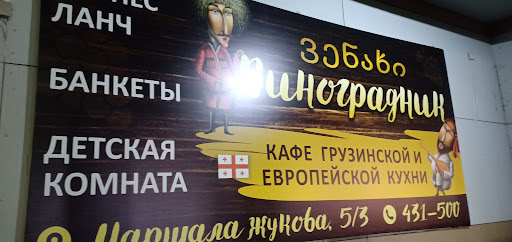 ЛАНЧ
БАНКЕТЫ
ДЕТСКАЯ
КОМНАТА
ვენახი
Виноградник
КАФЕ ГРУЗИНСКОЙ И
ЕВРОПЕЙСКОЙ КУХНИ
Маршала Жукова, 5/3
431-500